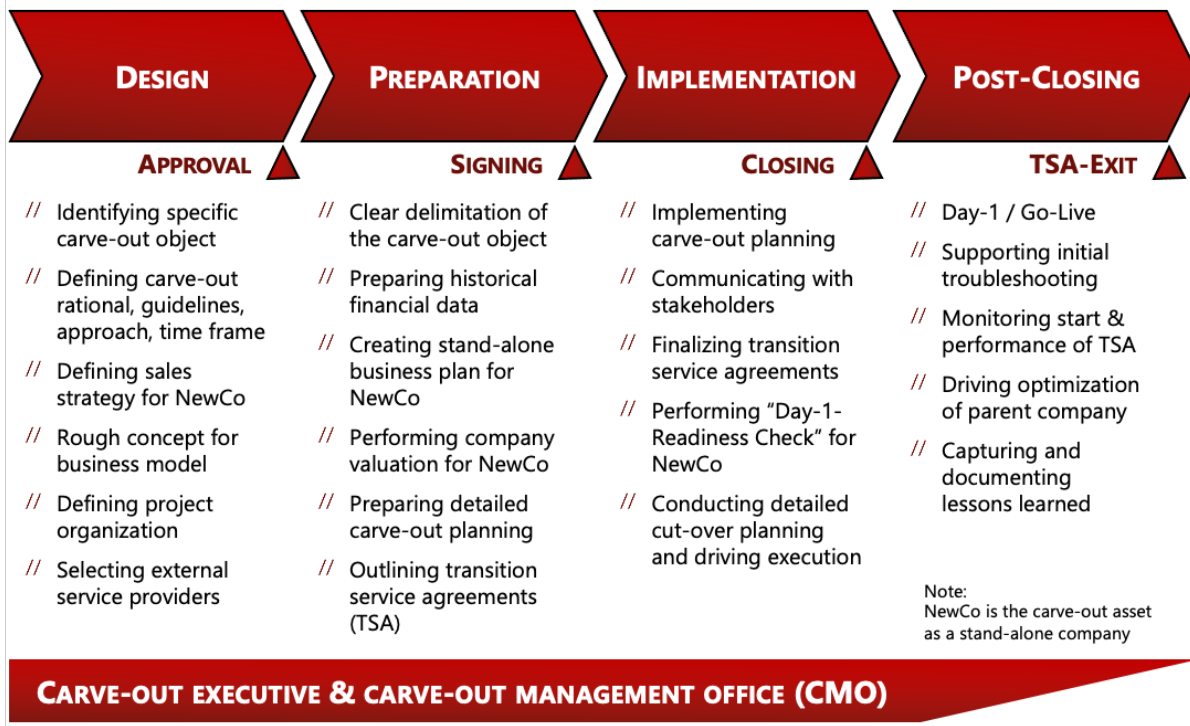 DESIGN
PREPARATION
IMPLEMENTATION
POST-CLOSING
APPROVAL
SIGNING
CLOSING
TSA-EXIT
// Identifying specific
carve-out object
// Defining carve-out
rational, guidelines,
approach, time frame
// Defining sales
strategy for NewCo
// Rough concept for
business model
// Defining project
organization
// Selecting external
service providers
// Clear delimitation of
the carve-out object
// Preparing historical
financial data
// Creating stand-alone
business plan for
NewCo
// Performing company
valuation for NewCo
// Preparing detailed
carve-out planning
// Outlining transition
service agreements
(TSA)
// Implementing
carve-out planning
// Communicating with
stakeholders
// Finalizing transition
service agreements
// Performing “Day-1-
Readiness Check“ for
NewCo
// Conducting detailed
cut-over planning
and driving execution
// Day-1 / Go-Live
// Supporting initial
troubleshooting
// Monitoring start &
performance of TSA
// Driving optimization
of parent company
// Capturing and
documenting
lessons learned
Note:
NewCo is the carve-out asset
as a stand-alone company
CARVE-OUT EXECUTIVE & CARVE-OUT MANAGEMENT OFFICE (CMO)